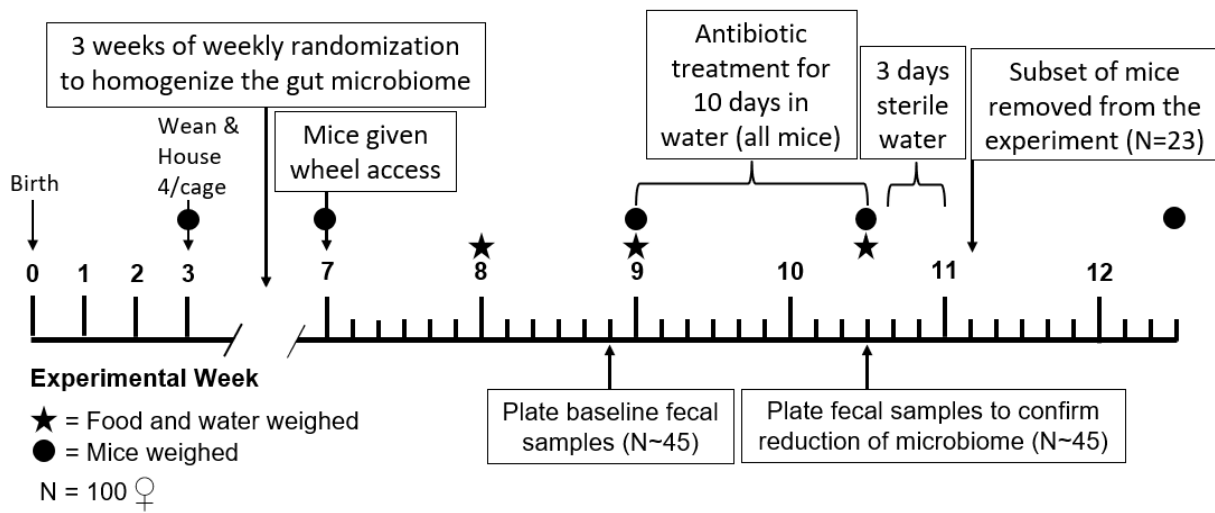 3 weeks of weekly randomization
to homogenize the gut microbiome
Antibiotic
treatment for
10 days in
water (all mice)
3 days
sterile
water
Subset of mice
removed from the
experiment (N=23)
Wean &
House
4/cage
Mice given
wheel access
Birth
0 1 2 3 7 8 9 10 11 12
Experimental Week
★ = Food and water weighed
● = Mice weighed
N = 100 ♀
Plate baseline fecal
samples (N~45)
Plate fecal samples to confirm
reduction of microbiome (N~45)